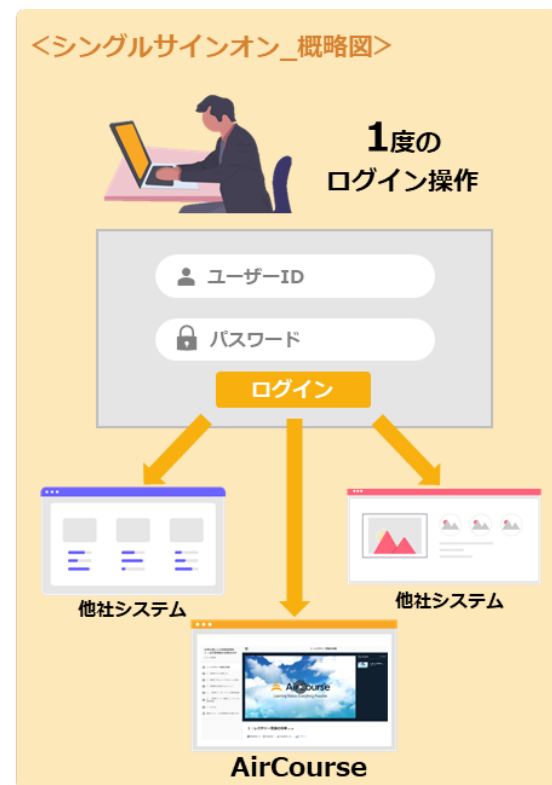 ＜シングルサインオン_概略図＞
1度の
ログイン操作
ユーザーID
パスワード
ログイン
他社システム
他社システム
AirCourse
AirCourse